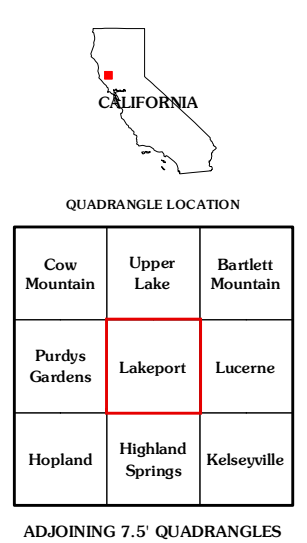 CALIFORNIA
QUADRANGLE LOCATION
Cow
Mountain
Upper
Lake
Bartlett
Mountain
Purdys
Gardens
Lakeport
Lucerne
Hopland
Highland
Springs
Kelseyville
ADJOINING 7.5' QUADRANGLES